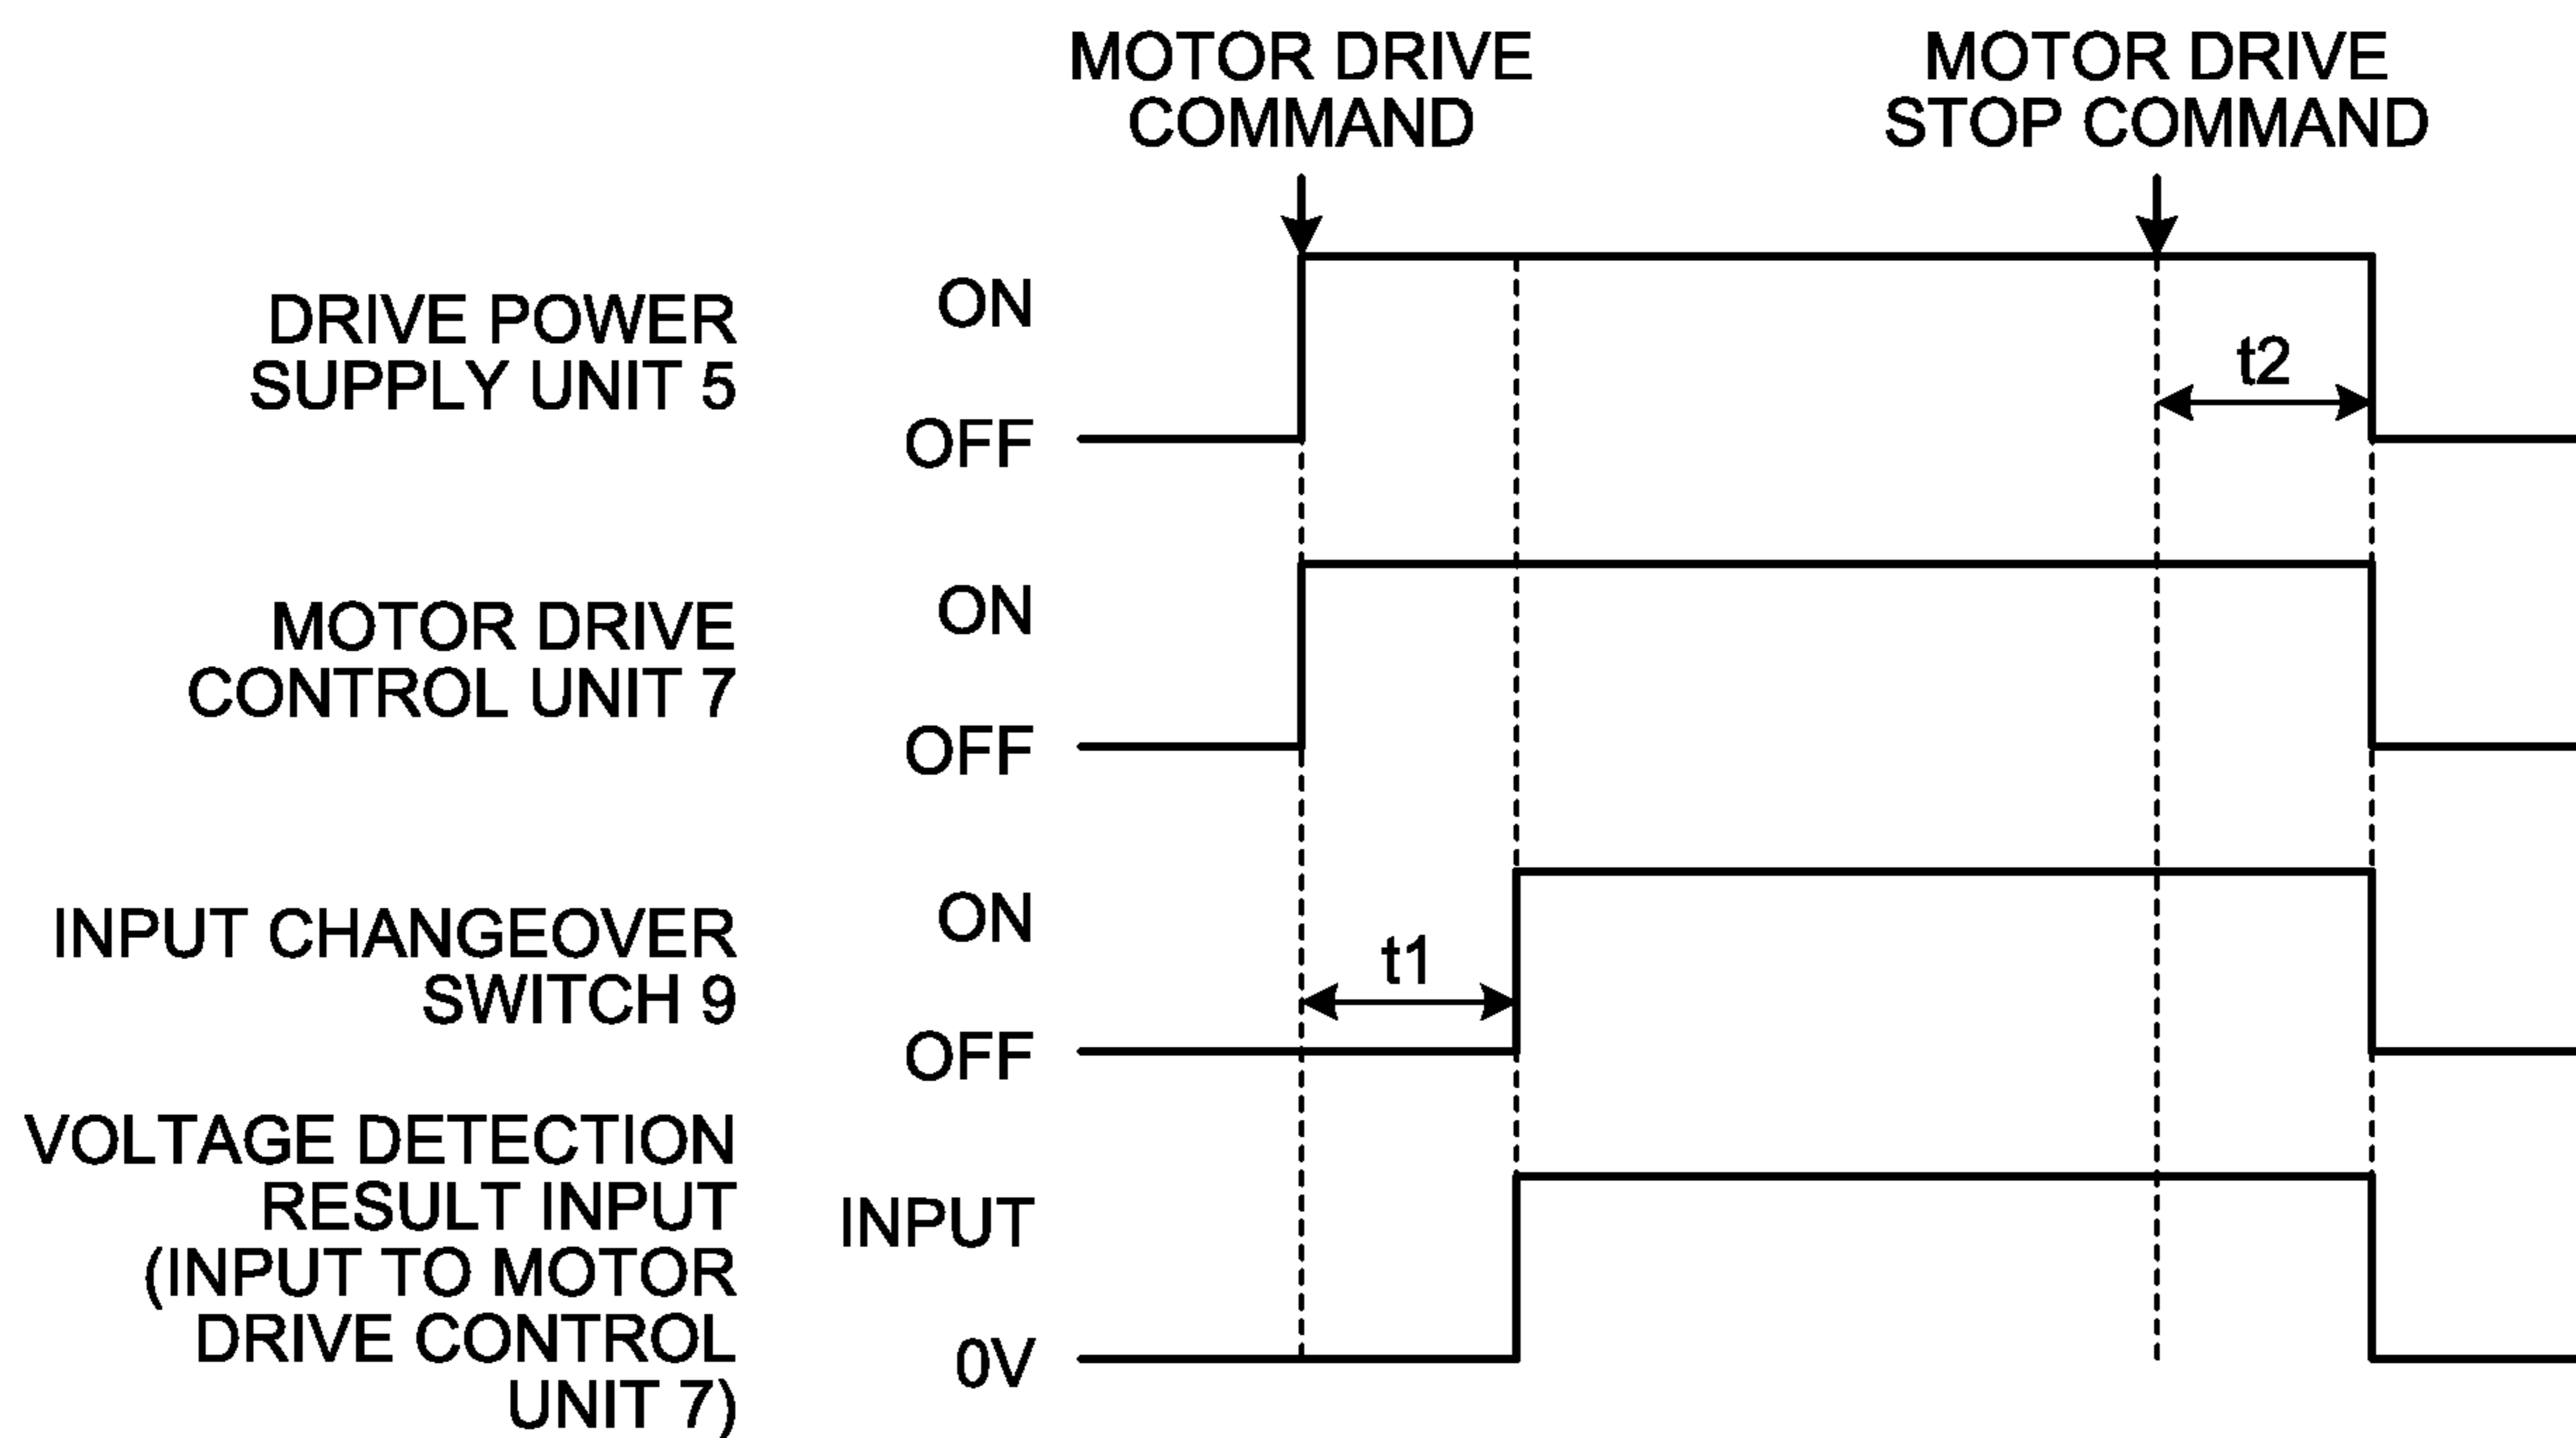 MOTOR DRIVE
COMMAND
MOTOR DRIVE
STOP COMMAND
DRIVE POWER
SUPPLY UNIT 5
ON
OFF
t2
MOTOR DRIVE
CONTROL UNIT 7
ON
OFF
INPUT CHANGEOVER
SWITCH 9
ON
OFF
t1
VOLTAGE DETECTION
RESULT INPUT
(INPUT TO MOTOR
DRIVE CONTROL
UNIT 7)
INPUT
0V